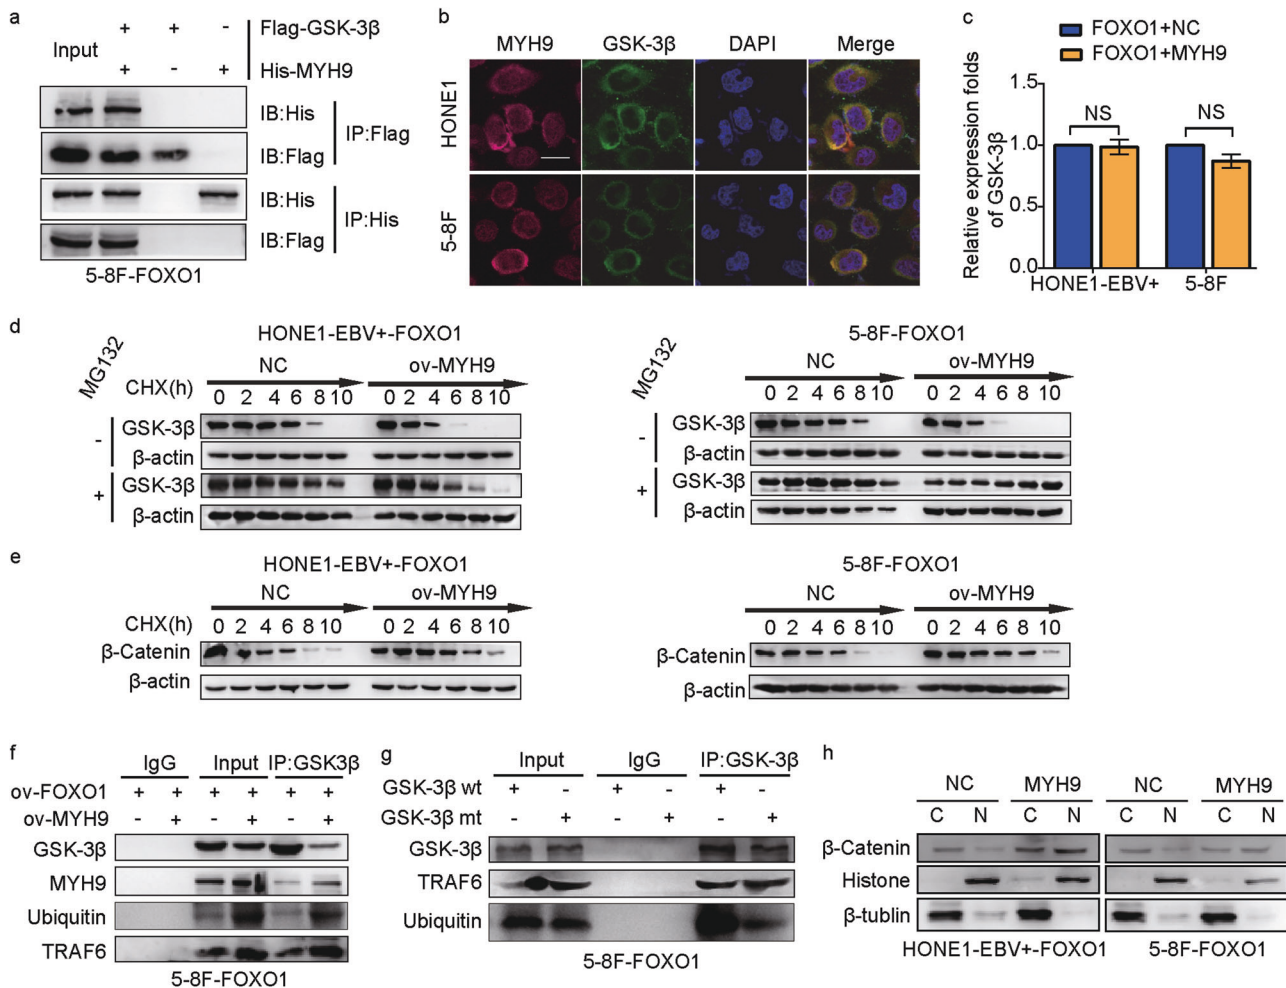 a
Input + + - Flag-GSK-3β
+ - + His-MYH9
IB:His
IB:Flag
IP:Flag
IB:His
IB:Flag
IP:His
5-8F-FOXO1
b
MYH9 GSK-3β DAPI Merge
HONE1
5-8F
c
FOXO1+NC
FOXO1+MYH9
Relative expression folds
of GSK-3β
1.5
1.0
0.5
0.0
NS NS
HONE1-EBV+ 5-8F
d
HONE1-EBV+-FOXO1
MG132
NC ov-MYH9
CHX(h) 0 2 4 6 8 10 0 2 4 6 8 10
- GSK-3β
β-actin
+ GSK-3β
β-actin
5-8F-FOXO1
MG132
NC ov-MYH9
CHX(h) 0 2 4 6 8 10 0 2 4 6 8 10
- GSK-3β
β-actin
+ GSK-3β
β-actin
e
HONE1-EBV+-FOXO1
NC ov-MYH9
CHX(h) 0 2 4 6 8 10 0 2 4 6 8 10
β-Catenin
β-actin
5-8F-FOXO1
NC ov-MYH9
CHX(h) 0 2 4 6 8 10 0 2 4 6 8 10
β-Catenin
β-actin
f
IgG Input IP:GSK3β
ov-FOXO1 + + + + + +
ov-MYH9 - + - + - +
GSK-3β
MYH9
Ubiquitin
TRAF6
5-8F-FOXO1
g
Input IgG IP:GSK-3β
GSK-3β wt + - + - + -
GSK-3β mt - + - + - +
GSK-3β
TRAF6
Ubiquitin
5-8F-FOXO1
h
NC MYH9 NC MYH9
C N C N C N C N
β-Catenin
Histone
β-tublin
HONE1-EBV+-FOXO1 5-8F-FOXO1